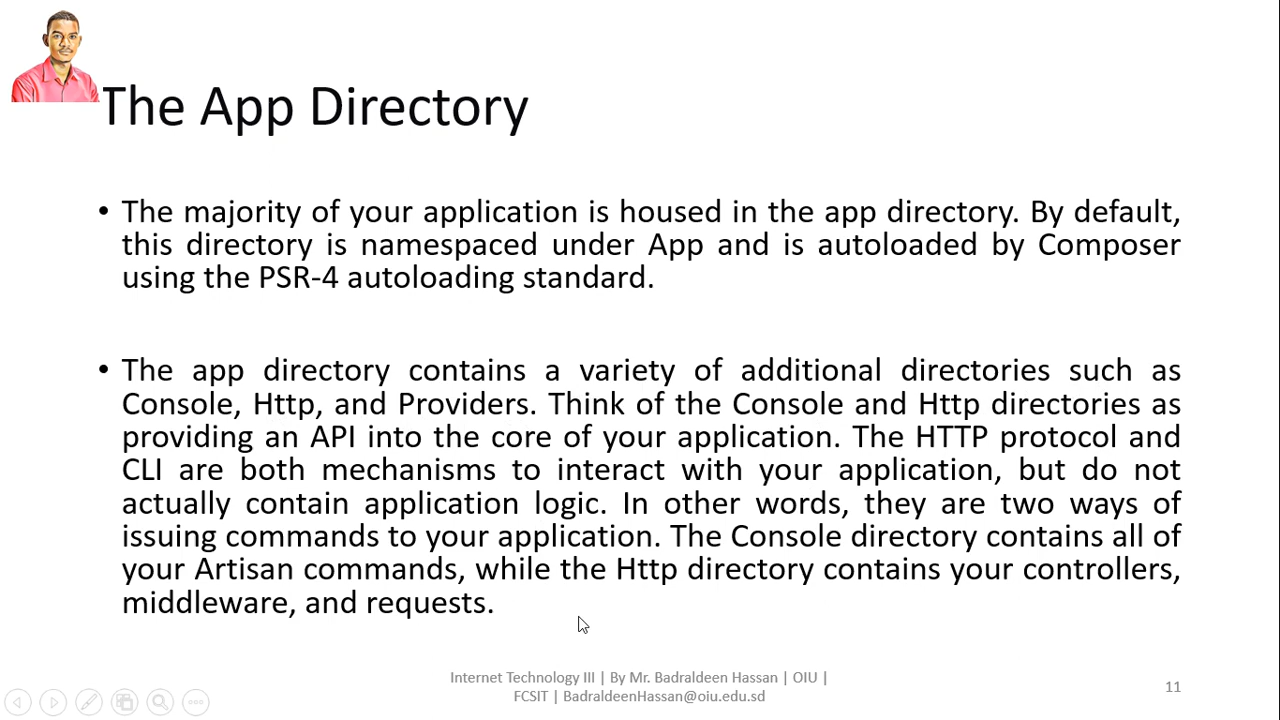 The App Directory
• The majority of your application is housed in the app directory. By default,
this directory is namespaced under App and is autoloaded by Composer
using the PSR-4 autoloading standard.
• The app directory contains a variety of additional directories such as
Console, Http, and Providers. Think of the Console and Http directories as
providing an API into the core of your application. The HTTP protocol and
CLI are both mechanisms to interact with your application, but do not
actually contain application logic. In other words, they are two ways of
issuing commands to your application. The Console directory contains all of
your Artisan commands, while the Http directory contains your controllers,
middleware, and requests.
Internet Technology III | By Mr. Badraldeen Hassan | OIU |
FCSIT | BadraldeenHassan@oiu.edu.sd
11